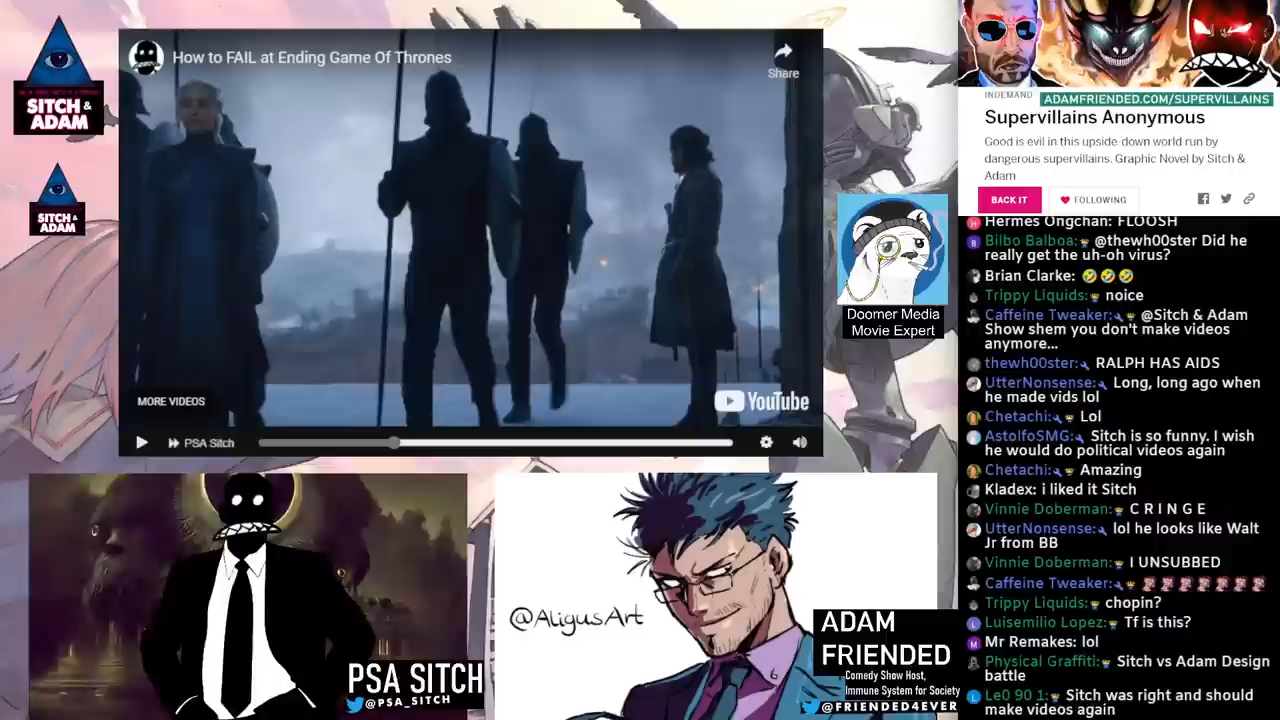 SITCH &
ADAM
SITCH &
ADAM
How to FAIL at Ending Game Of Thrones
Share
MORE VIDEOS
YouTube
PSA Sitch
Doomer Media
Movie Expert
PSA SITCH
@PSA_SITCH
@AligusArt
ADAM
FRIENDED
Comedy Show Host,
Immune System for Society
@FRIENDED4EVER
INDEMAND
ADAMFRIENDED.COM/SUPERVILLAINS
Supervillains Anonymous
Good is evil in this upside-down world run by
dangerous supervillains. Graphic Novel by Sitch &
Adam
BACK IT
FOLLOWING
Hermes Ongchan: FLOOSH
Bilbo Balboa: @thewh00ster Did he
really get the uh-oh virus?
Brian Clarke: 🤣🤣🤣
Trippy Liquids: noice
Caffeine Tweaker: @Sitch & Adam
Show shem you don't make videos
anymore...
thewh00ster: RALPH HAS AIDS
UtterNonsense: Long, long ago when
he made vids lol
Chetachi: Lol
AstolfoSMG: Sitch is so funny. I wish
he would do political videos again
Chetachi: Amazing
Kladex: i liked it Sitch
Vinnie Doberman: C R I N G E
UtterNonsense: lol he looks like Walt
Jr from BB
Vinnie Doberman: I UNSUBBED
Caffeine Tweaker:
Trippy Liquids: chopin?
Luisemilio Lopez: Tf is this?
Mr Remakes: lol
Physical Graffiti: Sitch vs Adam Design
battle
Le0 90 1: Sitch was right and should
make videos again